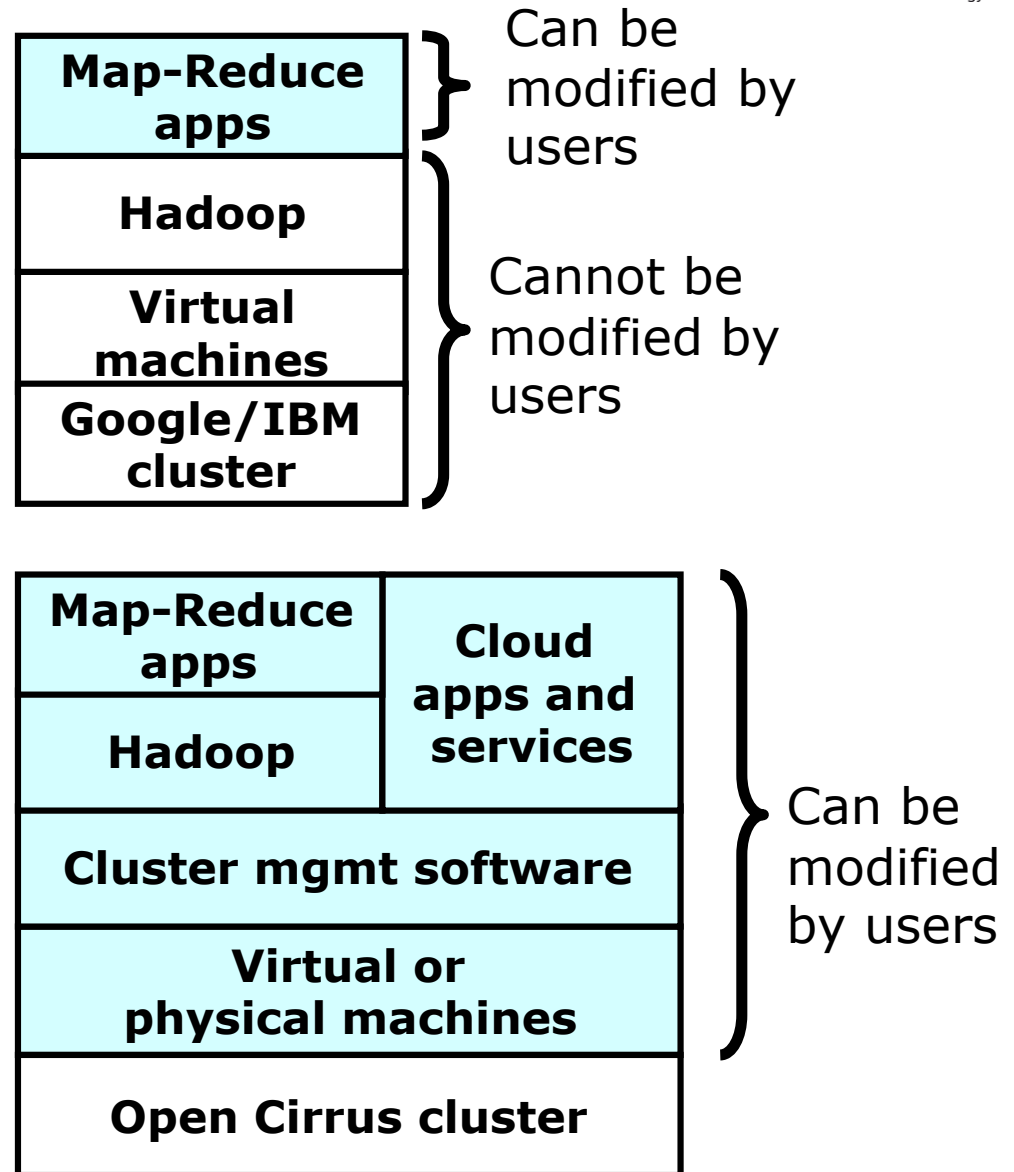 Map-Reduce
apps
Can be
modified by
users
Hadoop
Virtual
machines
Google/IBM
cluster
Cannot be
modified by
users
Map-Reduce
apps
Hadoop
Cloud
apps and
services
Cluster mgmt software
Virtual or
physical machines
Open Cirrus cluster
Can be
modified
by users